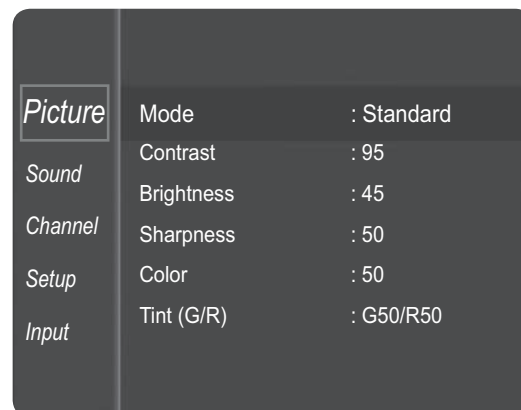 Picture
Sound
Channel
Setup
Input
Mode : Standard
Contrast : 95
Brightness : 45
Sharpness : 50
Color : 50
Tint (G/R) : G50/R50